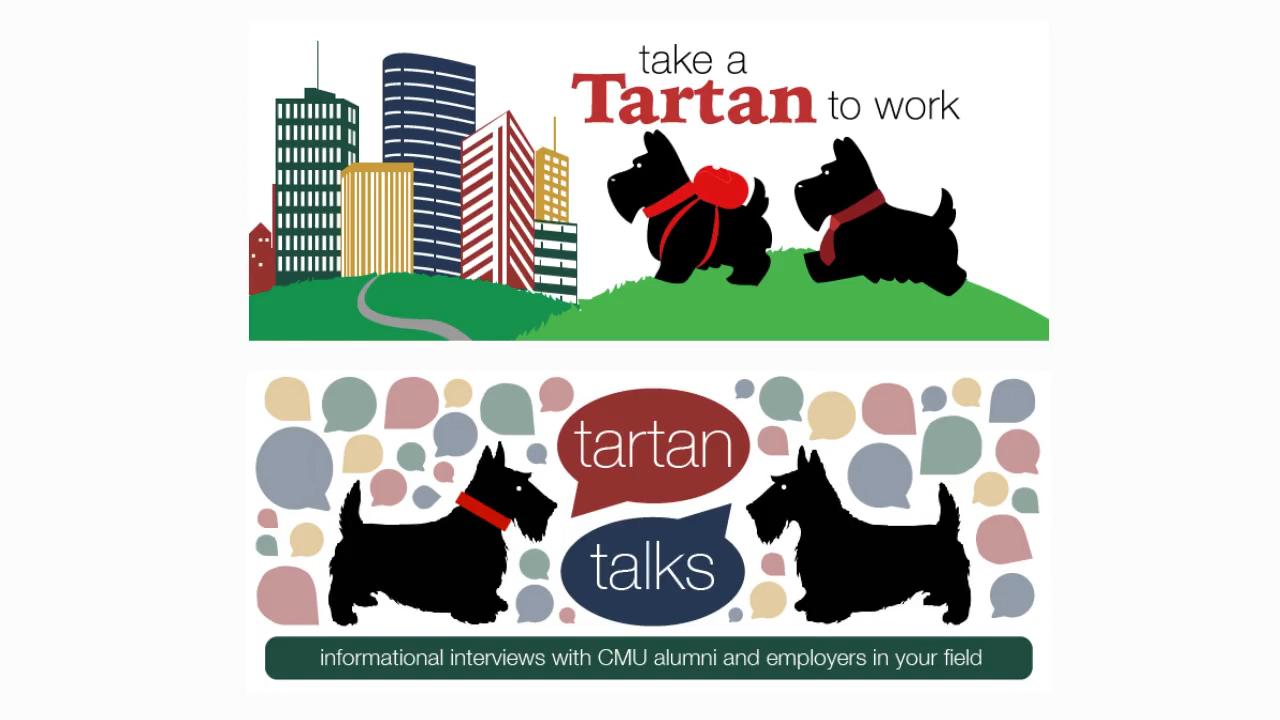 take a
Tartan to work
tartan
talks
informational interviews with CMU alumni and employers in your field